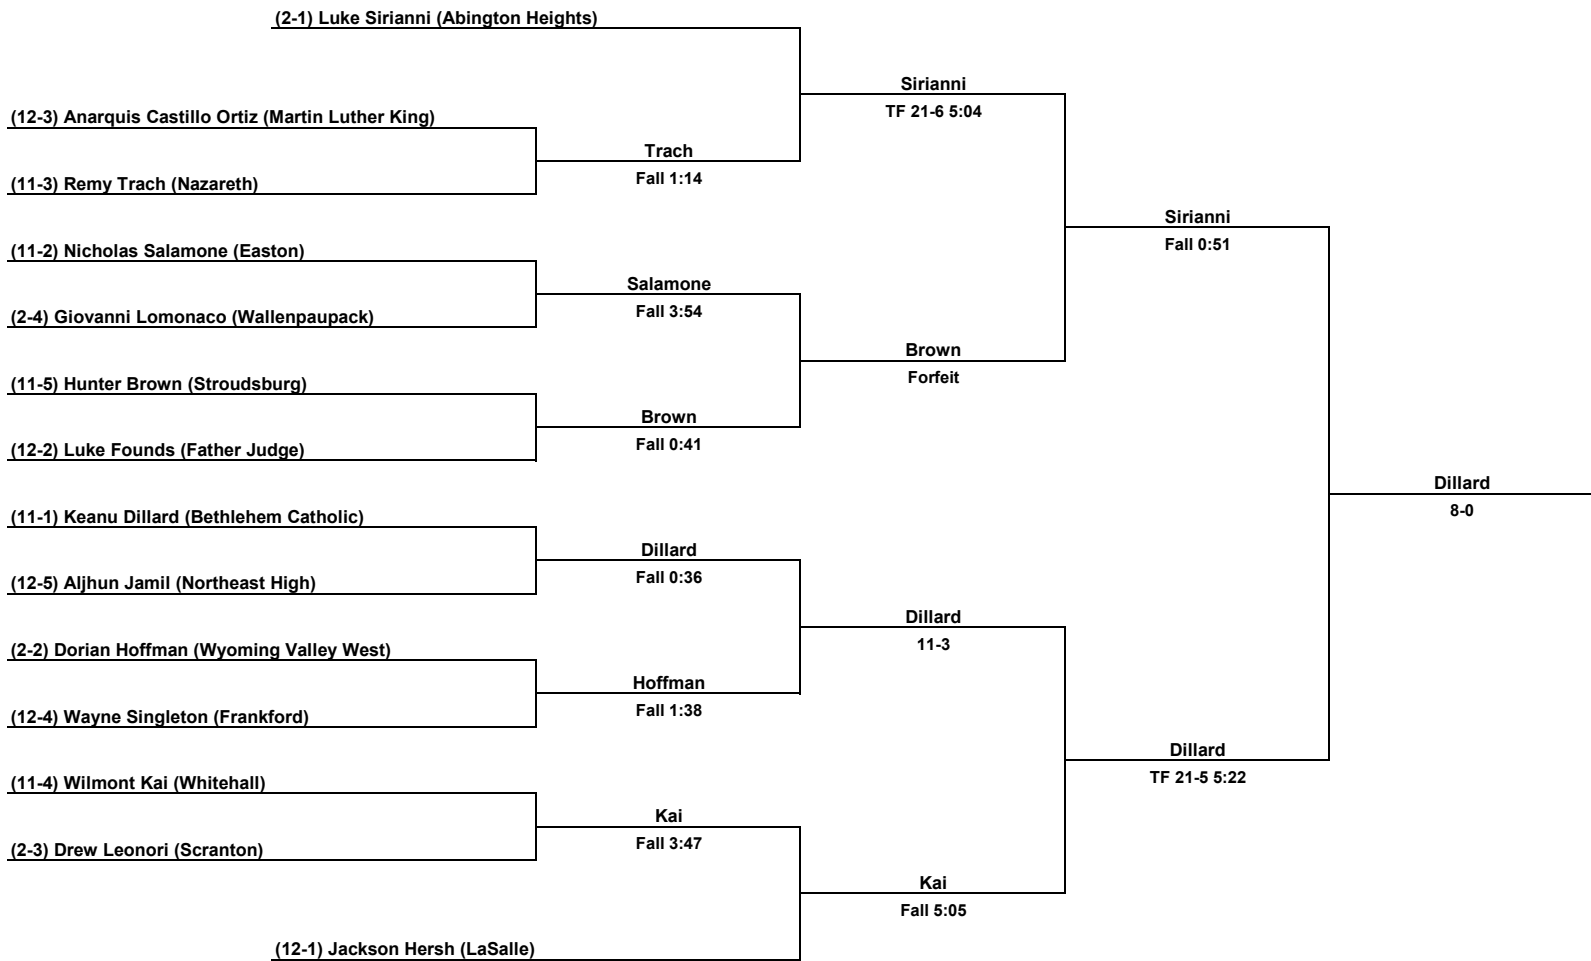 (2-1) Luke Sirianni (Abington Heights)
Sirianni
TF 21-6 5:04
(12-3) Anarquis Castillo Ortiz (Martin Luther King)
Trach
Fall 1:14
(11-3) Remy Trach (Nazareth)
Sirianni
Fall 0:51
(11-2) Nicholas Salamone (Easton)
Salamone
Fall 3:54
(2-4) Giovanni Lomonaco (Wallenpaupack)
Brown
Forfeit
(11-5) Hunter Brown (Stroudsburg)
Brown
Fall 0:41
(12-2) Luke Founds (Father Judge)
Dillard
8-0
(11-1) Keanu Dillard (Bethlehem Catholic)
Dillard
Fall 0:36
(12-5) Aljhun Jamil (Northeast High)
Dillard
11-3
(2-2) Dorian Hoffman (Wyoming Valley West)
Hoffman
Fall 1:38
(12-4) Wayne Singleton (Frankford)
Dillard
TF 21-5 5:22
(11-4) Wilmont Kai (Whitehall)
Kai
Fall 3:47
(2-3) Drew Leonori (Scranton)
Kai
Fall 5:05
(12-1) Jackson Hersh (LaSalle)